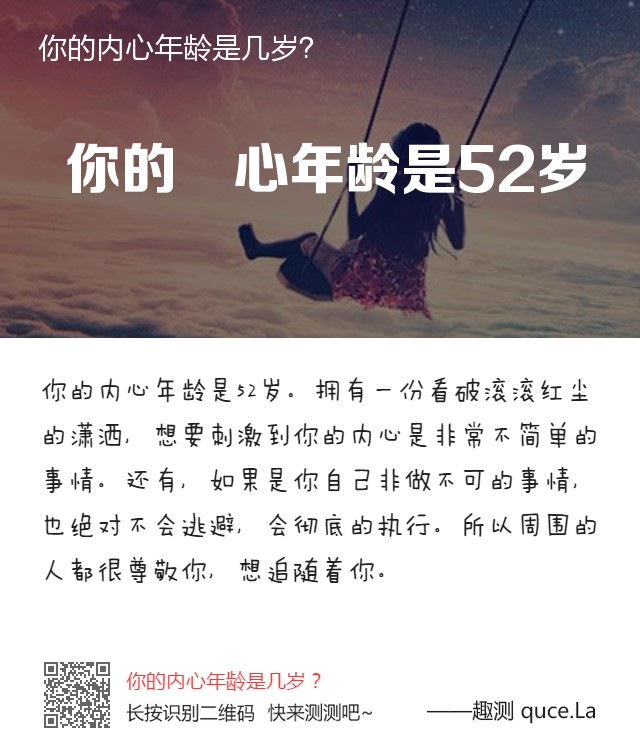 你的内心年龄是几岁?
你的 心年龄是52岁
你的内心年龄是52岁。拥有一份看破滚滚红尘
的潇洒，想要刺激到你的内心是非常不简单的
事情。还有，如果是你自己非做不可的事情，
也绝对不会逃避，会彻底的执行。所以周围的
人都很尊敬你，想追随着你。
你的内心年龄是几岁？
长按识别二维码 快来测测吧~
——趣测 quce.La